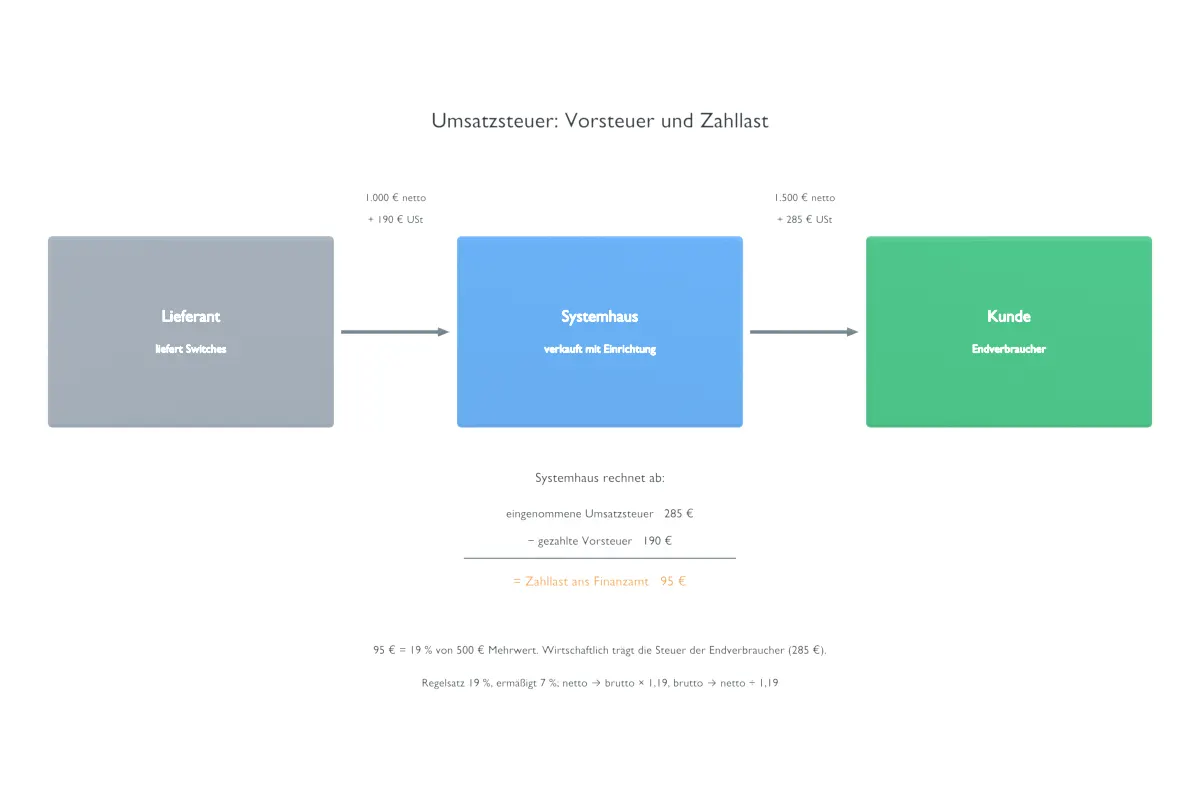 Umsatzsteuer: Vorsteuer und Zahllast
1.000 € netto
+ 190 € USt
1.500 € netto
+ 285 € USt
Lieferant
liefert Switches
Systemhaus
verkauft mit Einrichtung
Kunde
Endverbraucher
Systemhaus rechnet ab:
eingenommene Umsatzsteuer 285 €
− gezahlte Vorsteuer 190 €
= Zahllast ans Finanzamt 95 €
95 € = 19 % von 500 € Mehrwert. Wirtschaftlich trägt die Steuer der Endverbraucher (285 €).
Regelsatz 19 %, ermäßigt 7 %; netto → brutto × 1,19, brutto → netto ÷ 1,19